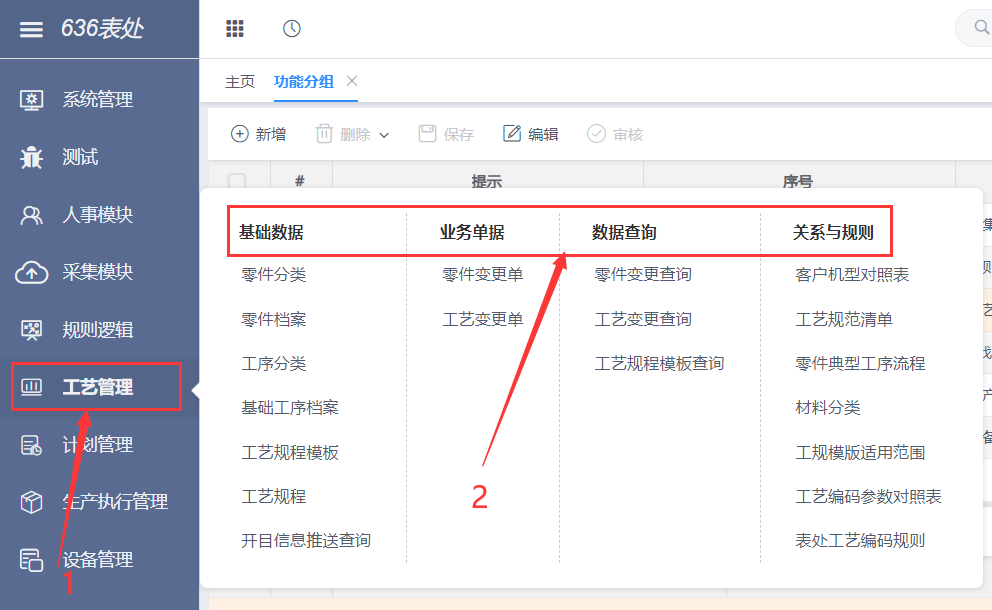 636表处
系统管理
测试
人事模块
采集模块
规则逻辑
工艺管理
计划管理
生产执行管理
设备管理
1
主页 功能分组
新增 删除 保存 编辑 审核
# 提示 序号
基础数据 业务单据 数据查询 关系与规则
零件分类 零件变更单 零件变更查询 客户机型对照表
零件档案 工艺变更单 工艺变更查询 工艺规范清单
工序分类 工艺规程模板查询 零件典型工序流程
基础工序档案 材料分类
工艺规程模板 工规模版适用范围
工艺规程 工艺编码参数对照表
开目信息推送查询 表处工艺编码规则
2